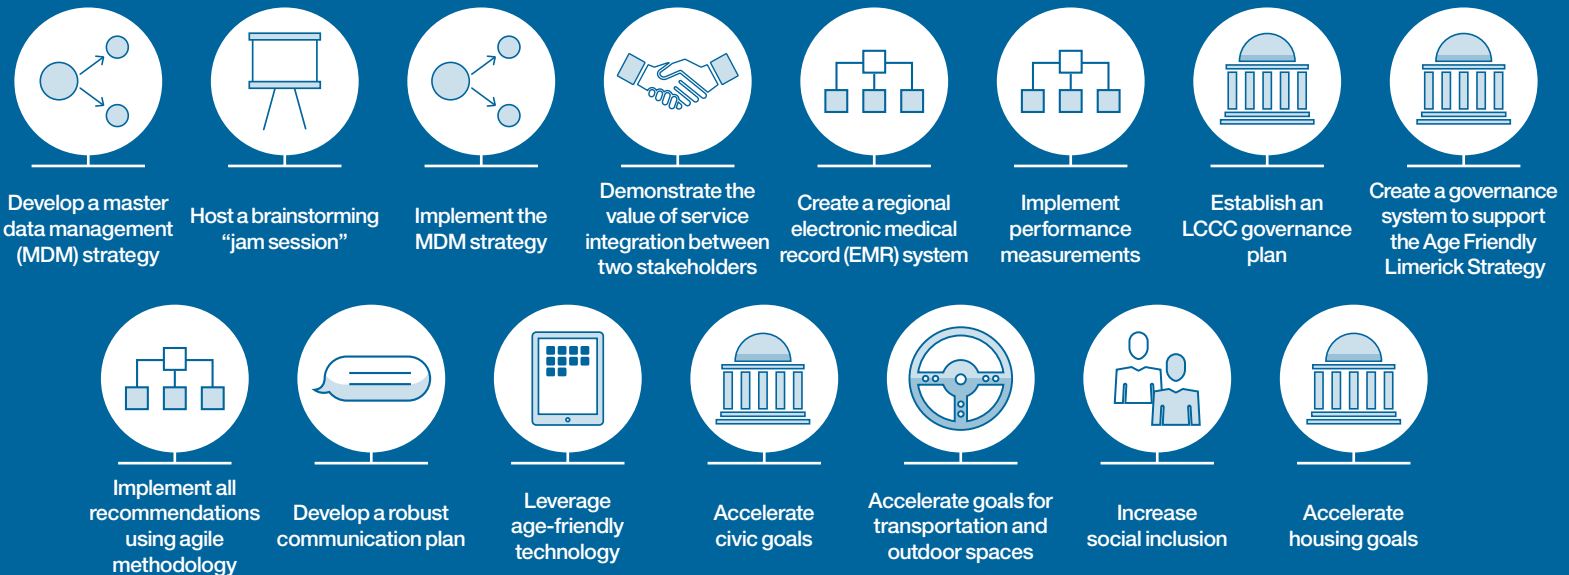 Develop a master
data management
(MDM) strategy
Host a brainstorming
“jam session”
Implement the
MDM strategy
Demonstrate the
value of service
integration between
two stakeholders
Create a regional
electronic medical
record (EMR) system
Implement
performance
measurements
Establish an
LCCC governance
plan
Create a governance
system to support
the Age Friendly
Limerick Strategy
Implement all
recommendations
using agile
methodology
Develop a robust
communication plan
Leverage
age-friendly
technology
Accelerate
civic goals
Accelerate goals for
transportation and
outdoor spaces
Increase
social inclusion
Accelerate
housing goals